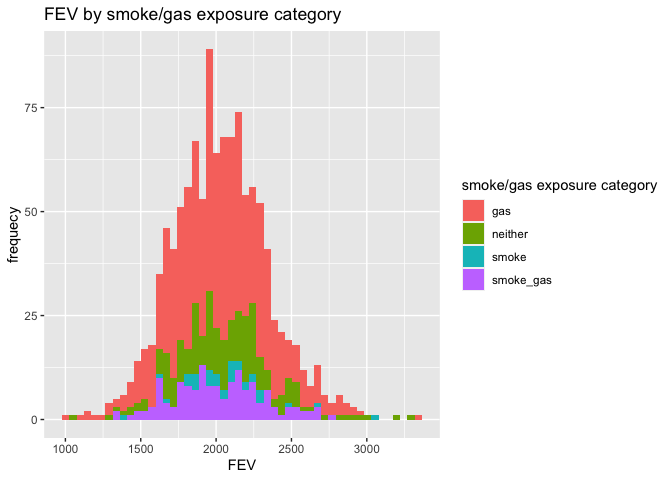 FEV by smoke/gas exposure category
75
50
25
0
frequecy
1000 1500 2000 2500 3000
FEV
smoke/gas exposure category
gas
neither
smoke
smoke_gas